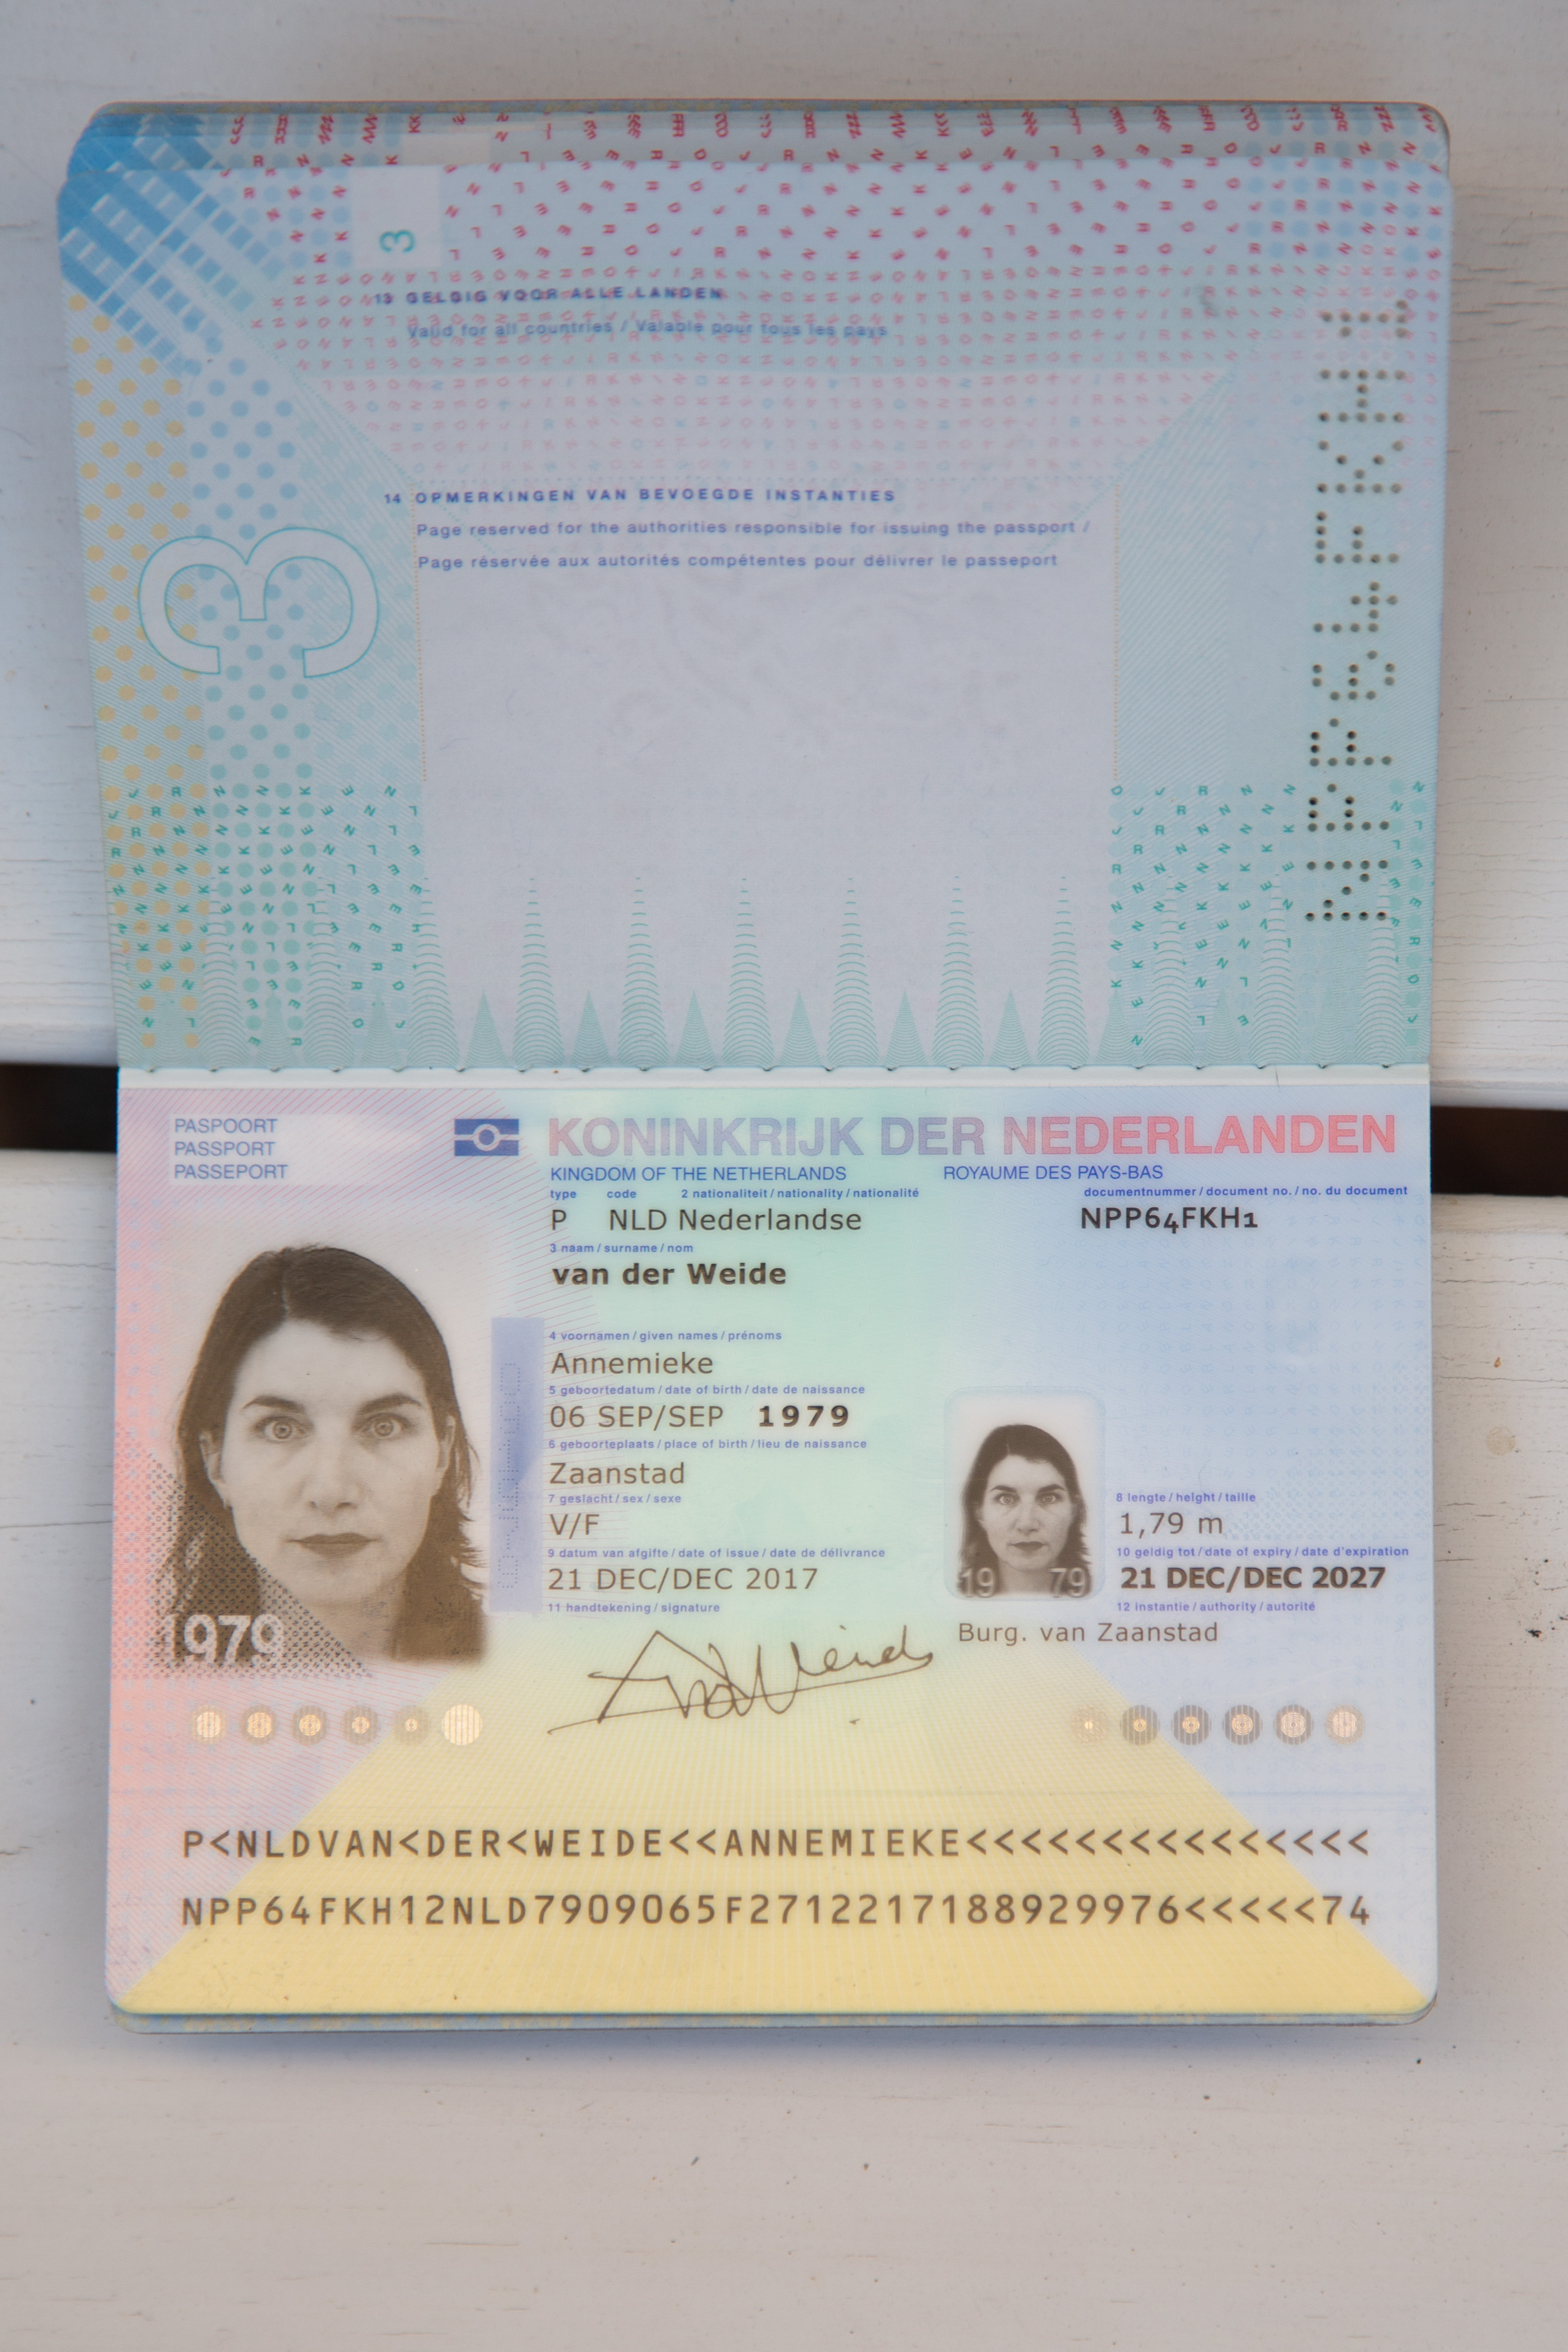 3
13 GELDIG VOOR ALLE LANDEN
Valid for all countries / Valable pour tous les pays
14 OPMERKINGEN VAN BEVOEGDE INSTANTIES
Page reserved for the authorities responsible for issuing the passport /
Page réservée aux autorités compétentes pour délivrer le passeport
3
NPP64FKH1
PASPOORT
PASSPORT
PASSEPORT
KONINKRIJK DER NEDERLANDEN
KINGDOM OF THE NETHERLANDS ROYAUME DES PAYS-BAS
type code 2 nationaliteit / nationality / nationalité documentnummer / document no. / no. du document
P NLD Nederlandse NPP64FKH1
3 naam / surname / nom
van der Weide
4 voornamen / given names / prénoms
Annemieke
5 geboortedatum / date of birth / date de naissance
06 SEP/SEP 1979
6 geboorteplaats / place of birth / lieu de naissance
Zaanstad
7 geslacht / sex / sexe 8 lengte / height / taille
V/F 1,79 m
9 datum van afgifte / date of issue / date de délivrance 10 geldig tot / date of expiry / date d'expiration
21 DEC/DEC 2017 21 DEC/DEC 2027
11 handtekening / signature 12 instantie / authority / autorité
Burg. van Zaanstad
1979
19 79
P<NLDVAN<DER<WEIDE<<ANNEMIEKE<<<<<<<<<<<<<<<
NPP64FKH12NLD7909065F2712217188929976<<<<<74